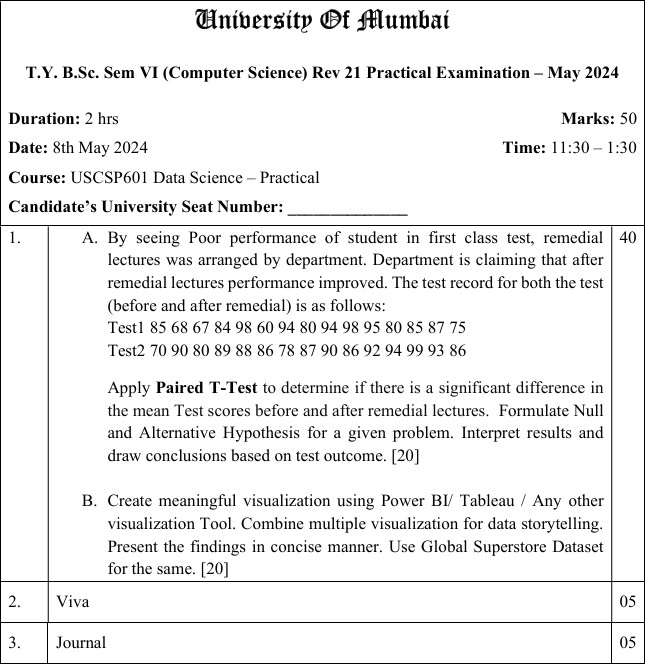 University Of Mumbai
T.Y. B.Sc. Sem VI (Computer Science) Rev 21 Practical Examination – May 2024
Duration: 2 hrs Marks: 50
Date: 8th May 2024 Time: 11:30 – 1:30
Course: USCSP601 Data Science – Practical
Candidate’s University Seat Number: ______________
1. A. By seeing Poor performance of student in first class test, remedial 40
lectures was arranged by department. Department is claiming that after
remedial lectures performance improved. The test record for both the test
(before and after remedial) is as follows:
Test1 85 68 67 84 98 60 94 80 94 98 95 80 85 87 75
Test2 70 90 80 89 88 86 78 87 90 86 92 94 99 93 86
Apply Paired T-Test to determine if there is a significant difference in
the mean Test scores before and after remedial lectures. Formulate Null
and Alternative Hypothesis for a given problem. Interpret results and
draw conclusions based on test outcome. [20]
B. Create meaningful visualization using Power BI/ Tableau / Any other
visualization Tool. Combine multiple visualization for data storytelling.
Present the findings in concise manner. Use Global Superstore Dataset
for the same. [20]
2. Viva 05
3. Journal 05